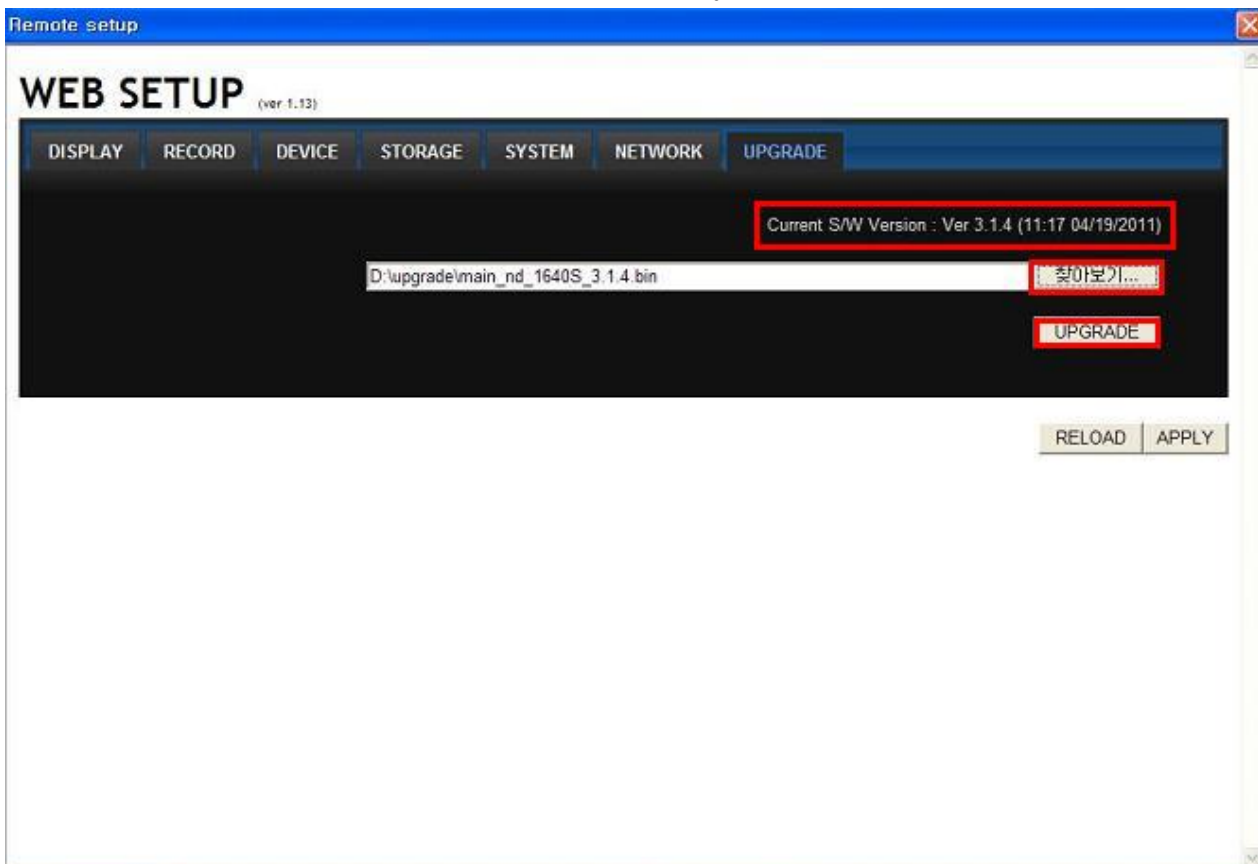 Remote setup
WEB SETUP (ver 1.13)
DISPLAY RECORD DEVICE STORAGE SYSTEM NETWORK UPGRADE
Current S/W Version : Ver 3.1.4 (11:17 04/19/2011)
D:\upgrade\main_nd_1640S_3.1.4.bin 찾아보기...
UPGRADE
RELOAD APPLY